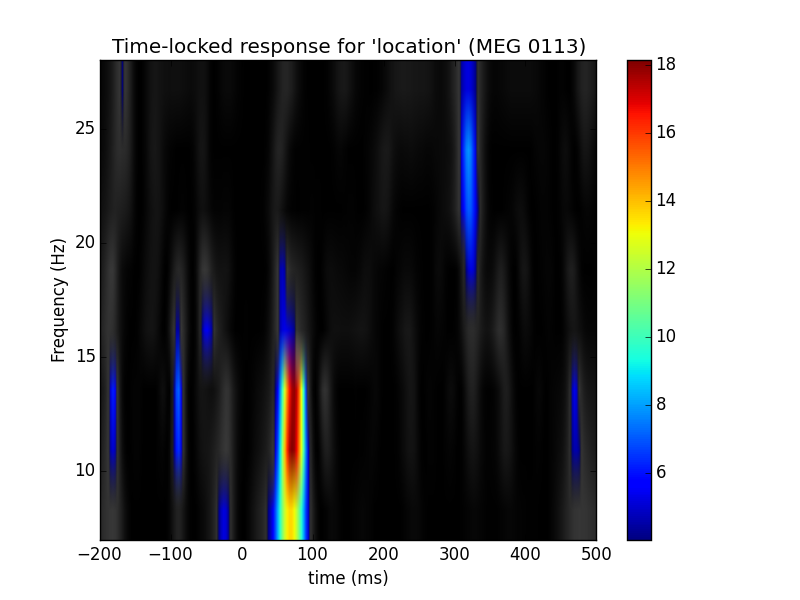 Time-locked response for 'location' (MEG 0113)
Frequency (Hz)
25
20
15
10
−200 −100 0 100 200 300 400 500
time (ms)
18
16
14
12
10
8
6